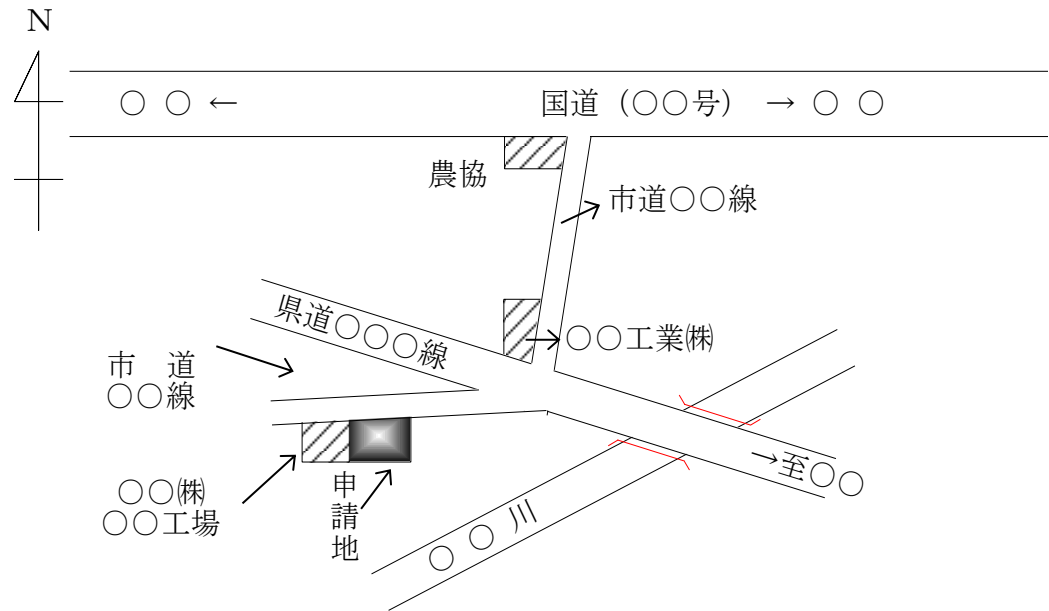 N
○ ○ ←
国道（○○号） → ○ ○
農協
市道○○線
県道○○○線
○○工業㈱
市　道
○○線
→至○○
○○㈱
○○工場
申請地
○ ○ 川